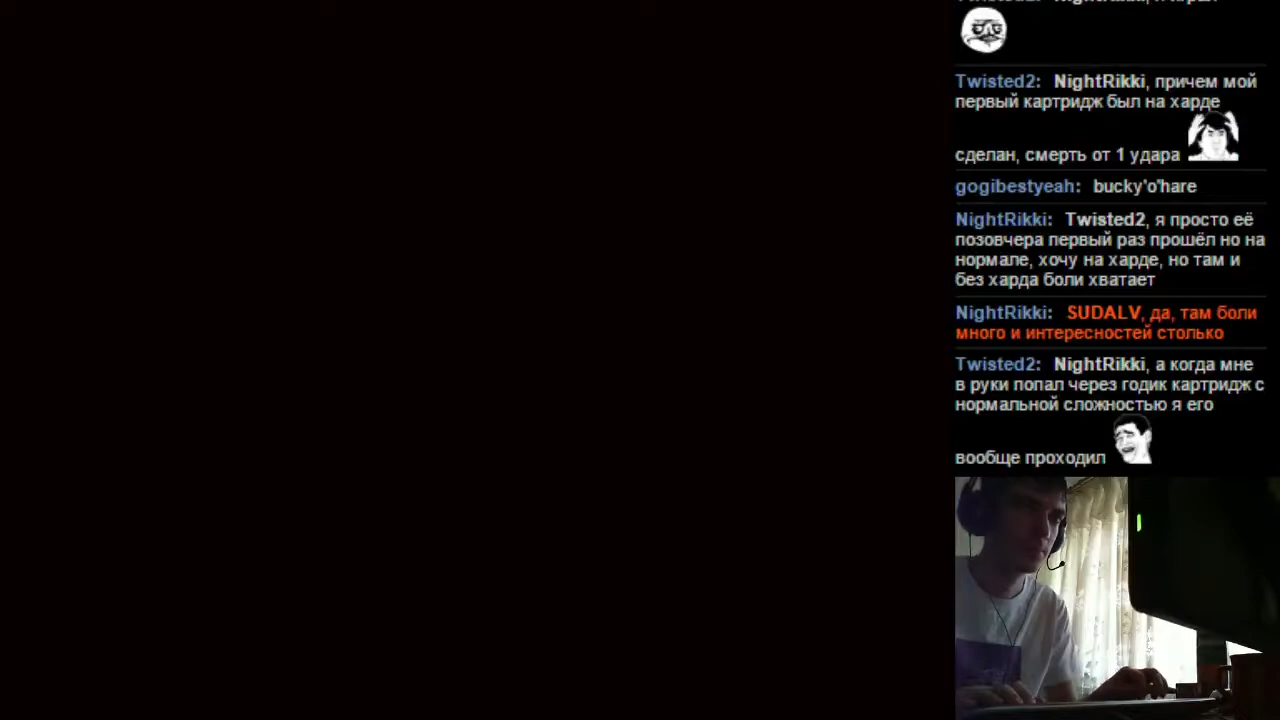 Twisted2: NightRikki, причем мой
первый картридж был на харде
сделан, смерть от 1 удара
gogibestyeah: bucky'o'hare
NightRikki: Twisted2, я просто её
позовчера первый раз прошёл но на
нормале, хочу на харде, но там и
без харда боли хватает
NightRikki: SUDALV, да, там боли
много и интересностей столько
Twisted2: NightRikki, а когда мне
в руки попал через годик картридж с
нормальной сложностью я его
вообще проходил